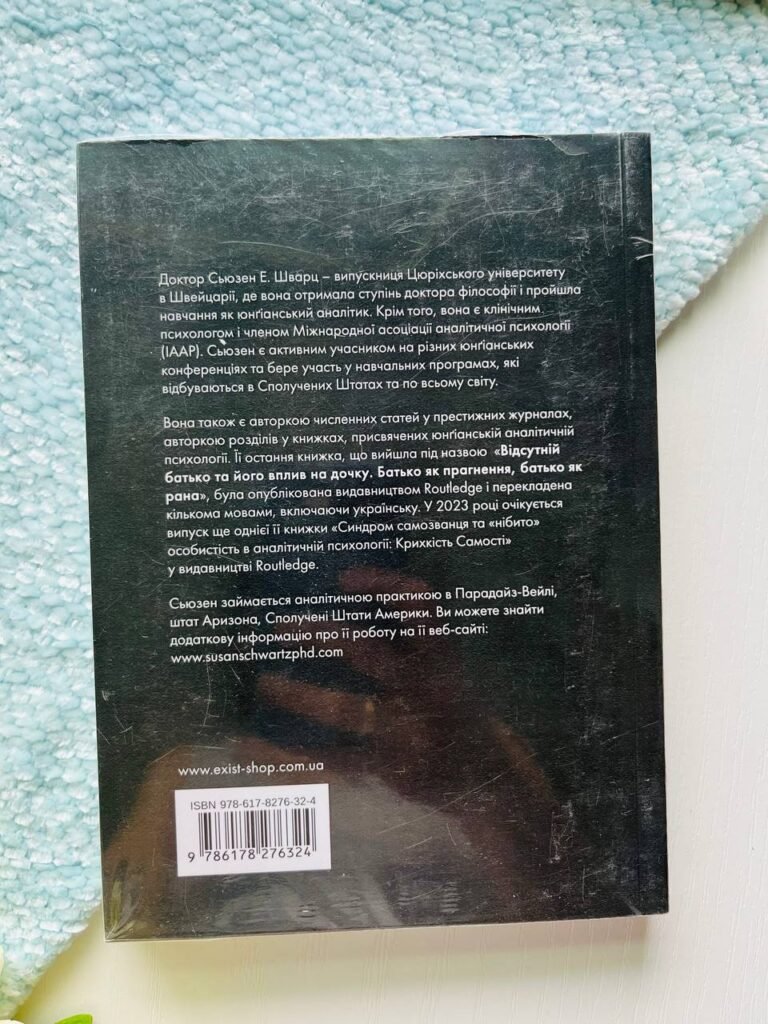 Доктор Сьюзен Е. Шварц – випускниця Цюріхського університету
в Швейцарії, де вона отримала ступінь доктора філософії і пройшла
навчання як юнґіанський аналітик. Крім того, вона є клінічним
психологом і членом Міжнародної асоціації аналітичної психології
(IAAP). Сьюзен є активним учасником на різних юнґіанських
конференціях та бере участь у навчальних програмах, які
відбуваються в Сполучених Штатах та по всьому світу.
Вона також є авторкою численних статей у престижних журналах,
авторкою розділів у книжках, присвячених юнґіанській аналітичній
психології. Її остання книжка, що вийшла під назвою «Відсутній
батько та його вплив на дочку. Батько як прагнення, батько як
рана», була опублікована видавництвом Routledge і перекладена
кількома мовами, включаючи українську. У 2023 році очікується
випуск ще однієї її книжки «Синдром самозванця та «нібито»
особистість в аналітичній психології: Крихкість Самості»
у видавництві Routledge.
Сьюзен займається аналітичною практикою в Парадайз-Вейлі,
штат Аризона, Сполучені Штати Америки. Ви можете знайти
додаткову інформацію про її роботу на її веб-сайті:
www.susanschwartzphd.com
www.exist-shop.com.ua
ISBN 978-617-8276-32-4
9 786178 276324